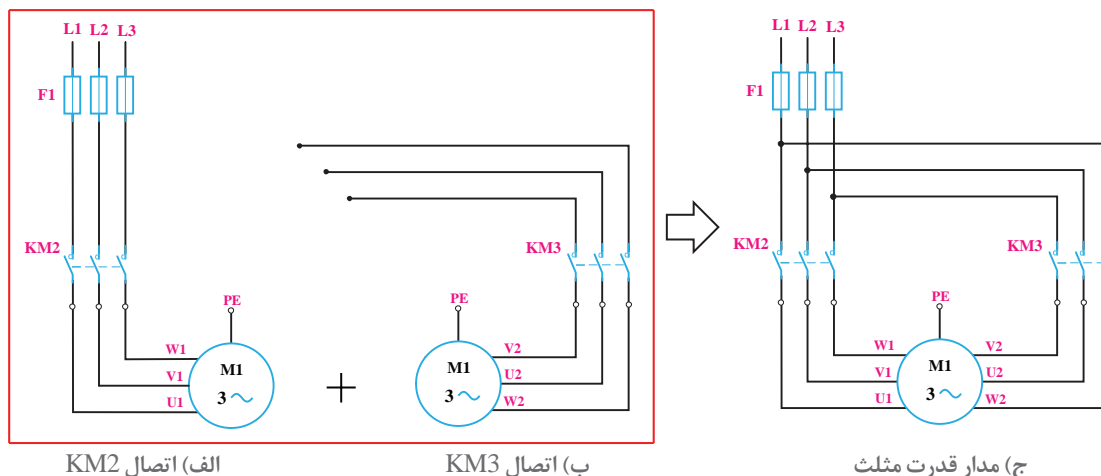 L1 L2 L3
F1
KM2
PE
W1
V1
U1
M1
3
+
KM3
PE
V2
U2
W2
M1
3
L1 L2 L3
F1
KM2
KM3
PE
W1
V1
U1
M1
3
V2
U2
W2
الف) اتصال KM2
ب) اتصال KM3
ج) مدار قدرت مثلث